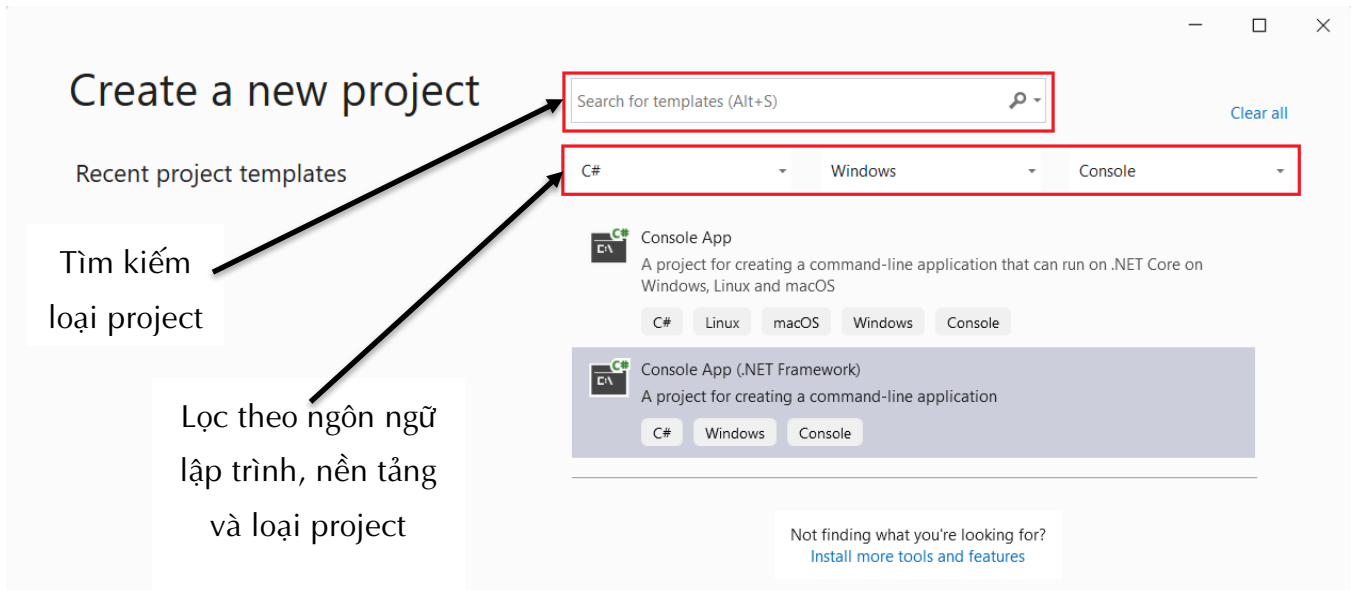 Create a new project
Search for templates (Alt+S)
Clear all
Recent project templates
C#
Windows
Console
Tìm kiếm
loại project
Lọc theo ngôn ngữ
lập trình, nền tảng
và loại project
C#
C:\
Console App
A project for creating a command-line application that can run on .NET Core on
Windows, Linux and macOS
C#
Linux
macOS
Windows
Console
C#
C:\
Console App (.NET Framework)
A project for creating a command-line application
C#
Windows
Console
Not finding what you're looking for?
Install more tools and features